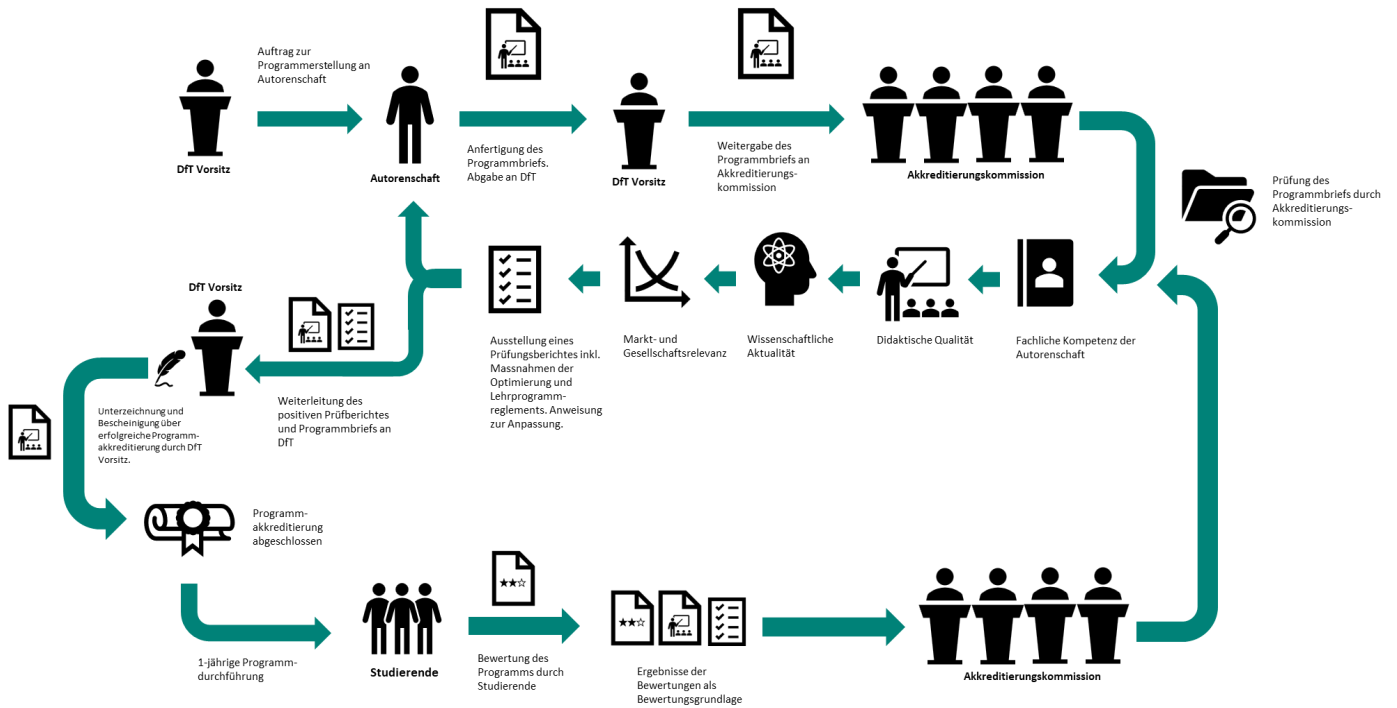 Auftrag zur
Programmerstellung an
Autorenschaft
DfT Vorsitz
Autorenschaft
Anfertigung des
Programmbriefs.
Abgabe an DfT
DfT Vorsitz
Weitergabe des
Programmbriefs an
Akkreditierungs-
kommission
Akkreditierungskommission
Prüfung des
Programmbriefs durch
Akkreditierungs-
kommission
Fachliche Kompetenz der
Autorenschaft
Didaktische Qualität
Wissenschaftliche
Aktualität
Markt- und
Gesellschaftsrelevanz
Ausstellung eines
Prüfungsberichtes inkl.
Massnahmen der
Optimierung und
Lehrprogramm-
reglements. Anweisung
zur Anpassung.
DfT Vorsitz
Weiterleitung des
positiven Prüfberichtes
und Programmbriefs an
DfT
Unterzeichnung und
Bescheinigung über
erfolgreiche Programm-
akkreditierung durch DfT
Vorsitz.
Programm-
akkreditierung
abgeschlossen
1-jährige Programm-
durchführung
Studierende
Bewertung des
Programms durch
Studierende
Ergebnisse der
Bewertungen als
Bewertungsgrundlage
Akkreditierungskommission